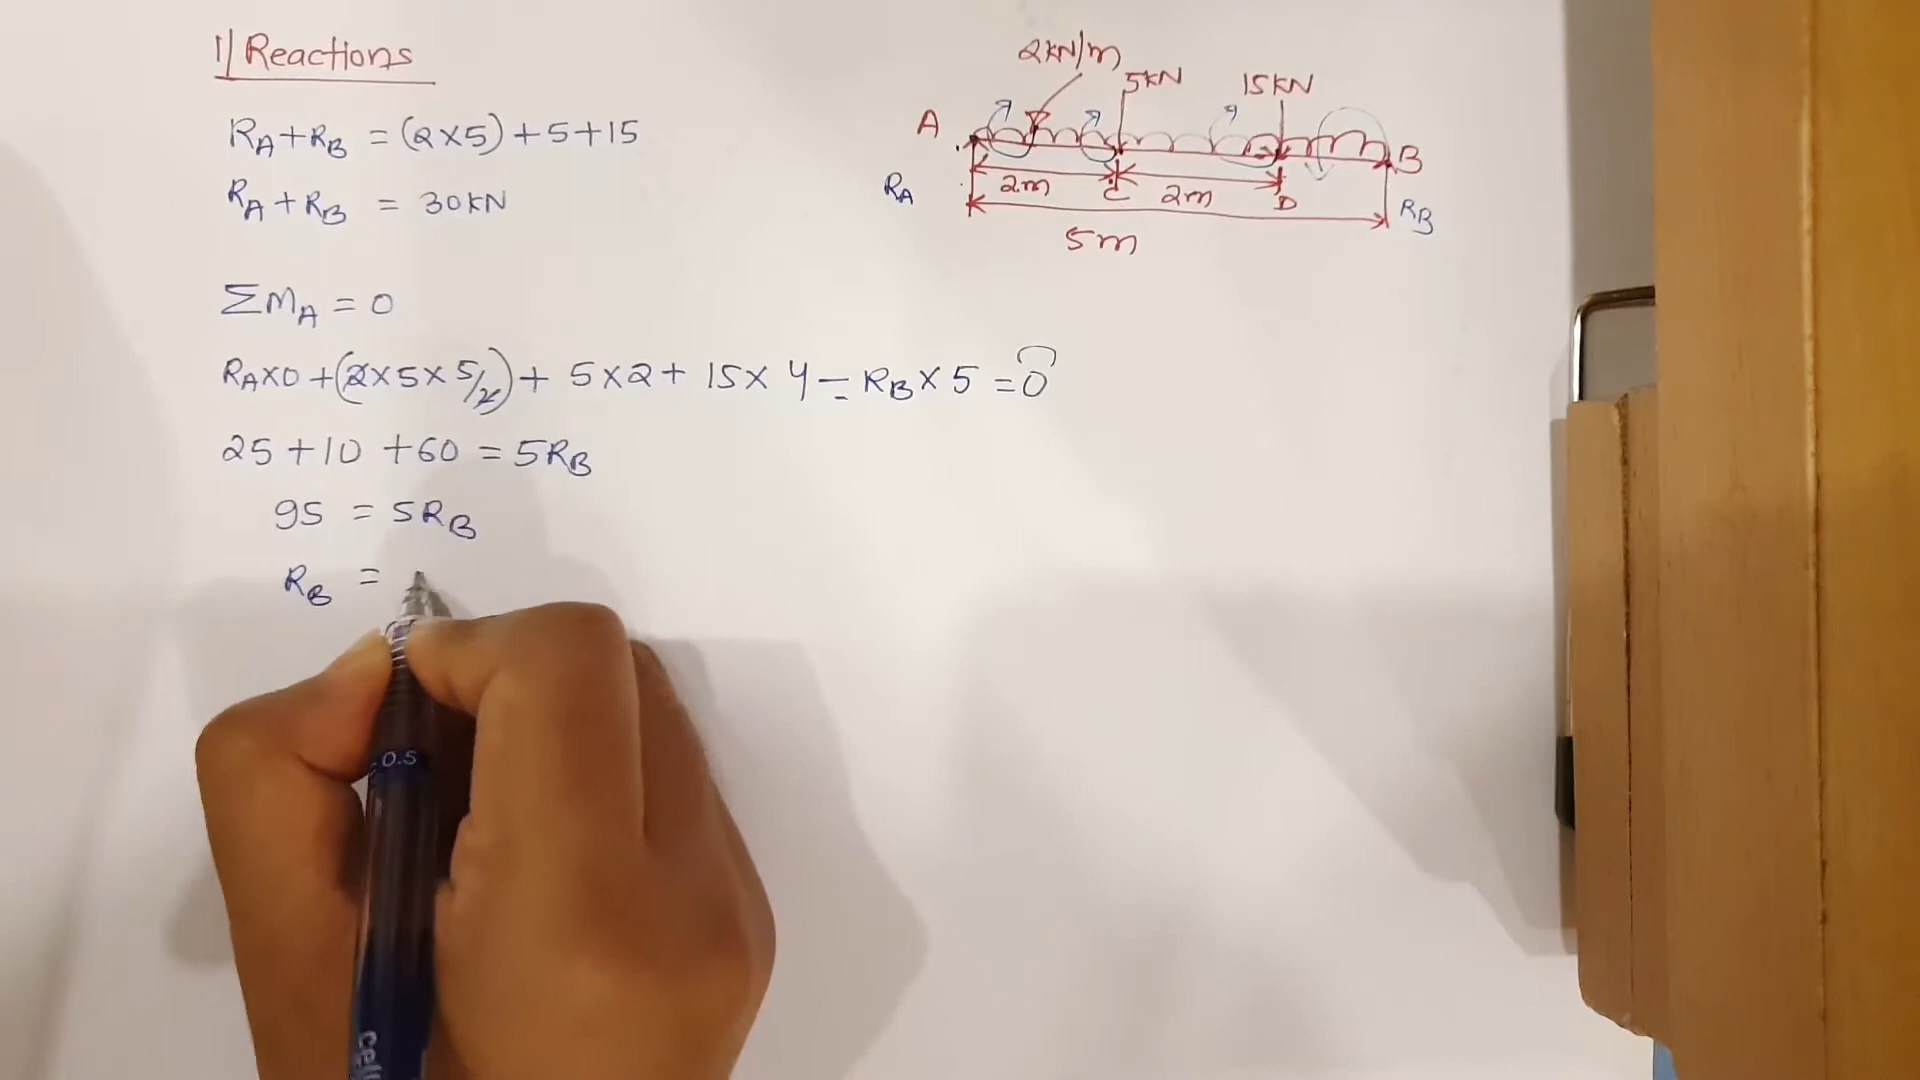 1| Reactions
RA+RB = (2×5)+5+15
RA+RB = 30KN
ΣMA = 0
RA×0 +(2×5×5/2)+ 5×2+ 15× 4 - RB×5 = 0
25 +10 +60 = 5RB
95 = 5RB
RB =
2KN/m
5KN
15KN
A
B
RA
2m
C
2m
D
RB
5m
0.5
cell